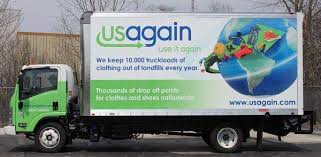 usagain
use it again
We keep 10,000 truckloads of
clothing out of landfills every year.
Thousands of drop off points
for clothes and shoes nationwide
www.usagain.com